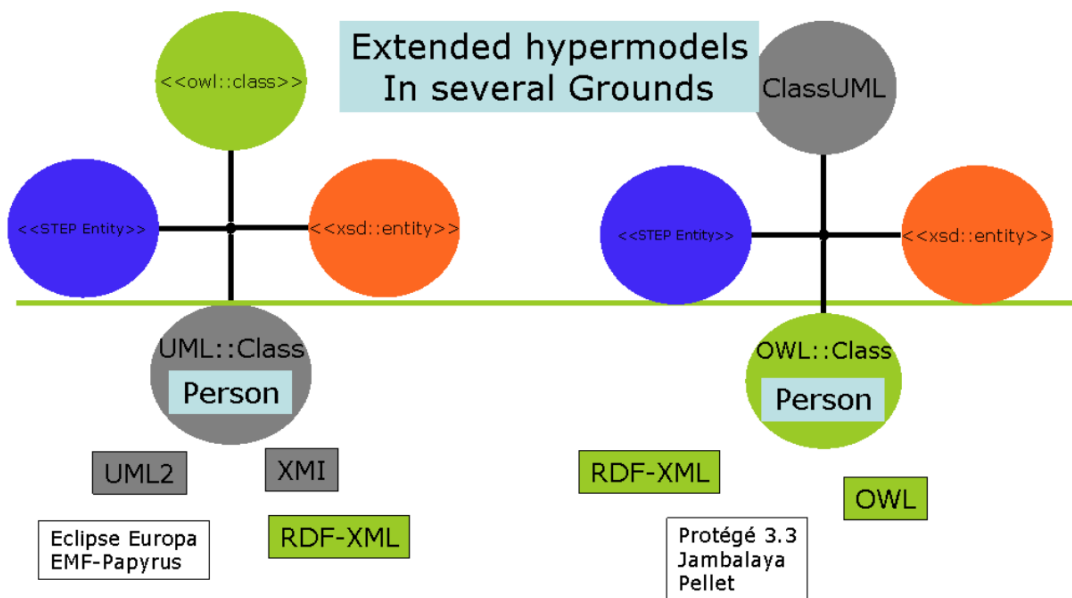 Extended hypermodels
In several Grounds
<<owl::class>>
<<STEP Entity>>
<<xsd::entity>>
UML::Class
Person
UML2
XMI
RDF-XML
Eclipse Europa
EMF-Papyrus
ClassUML
<<STEP Entity>>
<<xsd::entity>>
OWL::Class
Person
RDF-XML
OWL
Protégé 3.3
Jambalaya
Pellet